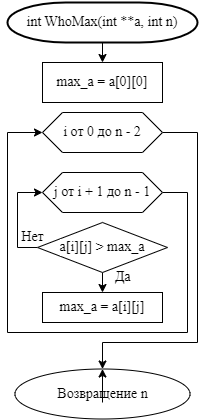 int WhoMax(int **a, int n)
max_a = a[0][0]
i от 0 до n - 2
j от i + 1 до n - 1
Нет
a[i][j] > max_a
Да
max_a = a[i][j]
Возвращение n